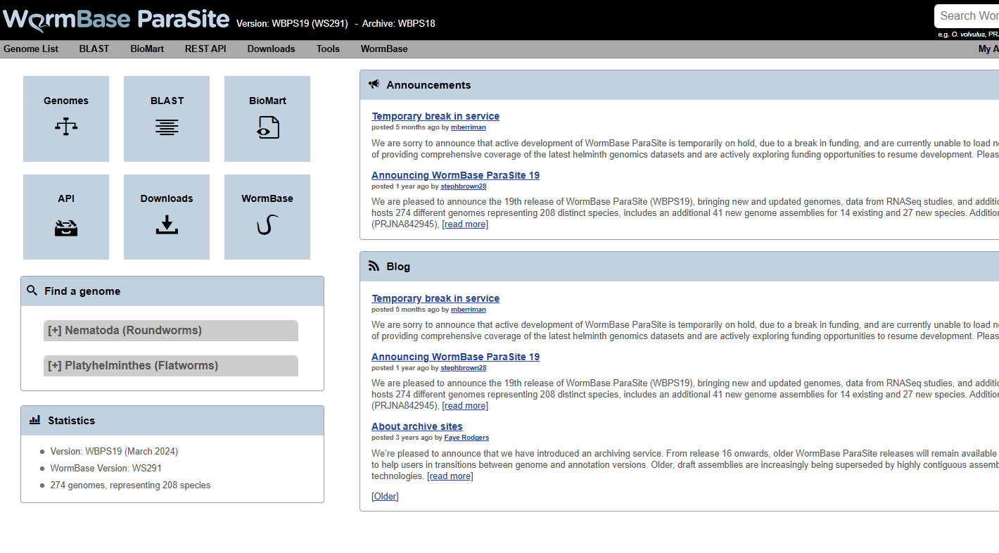 WormBase ParaSite Version: WBPS19 (WS291) - Archive: WBPS18
Search Wor
e.g. O. volvulus, PR
Genome List BLAST BioMart REST API Downloads Tools WormBase My A
Genomes BLAST BioMart
API Downloads WormBase
Find a genome
[+] Nematoda (Roundworms)
[+] Platyhelminthes (Flatworms)
Statistics
Version: WBPS19 (March 2024)
WormBase Version: WS291
274 genomes, representing 208 species
Announcements
Temporary break in service
posted 5 months ago by mberriman
We are sorry to announce that active development of WormBase ParaSite is temporarily on hold, due to a break in funding, and are currently unable to load
of providing comprehensive coverage of the latest helminth genomics datasets and are actively exploring funding opportunities to resume development. Pleas
Announcing WormBase ParaSite 19
posted 1 year ago by stephbrown28
We are pleased to announce the 19th release of WormBase ParaSite (WBPS19), bringing new and updated genomes, data from RNASeq studies, and additio
hosts 274 different genomes representing 208 distinct species, includes an additional 41 new genome assemblies for 14 existing and 27 new species. Addition
(PRJNA842945), [read more]
Blog
Temporary break in service
posted 5 months ago by mberriman
We are sorry to announce that active development of WormBase ParaSite is temporarily on hold, due to a break in funding, and are currently unable to load
of providing comprehensive coverage of the latest helminth genomics datasets and are actively exploring funding opportunities to resume development. Pleas
Announcing WormBase ParaSite 19
posted 1 year ago by stephbrown28
We are pleased to announce the 19th release of WormBase ParaSite (WBPS19), bringing new and updated genomes, data from RNASeq studies, and additio
hosts 274 different genomes representing 208 distinct species, includes an additional 41 new genome assemblies for 14 existing and 27 new species. Addition
(PRJNA842945), [read more]
About archive sites
posted 3 years ago by Faye Rodgers
We're pleased to announce that we have introduced an archiving service. From release 16 onwards, older WormBase ParaSite releases will remain available
to help users in transitions between genome and annotation versions. Older, draft assemblies are increasingly being superseded by highly contiguous assemb
technologies. [read more]
[Older]